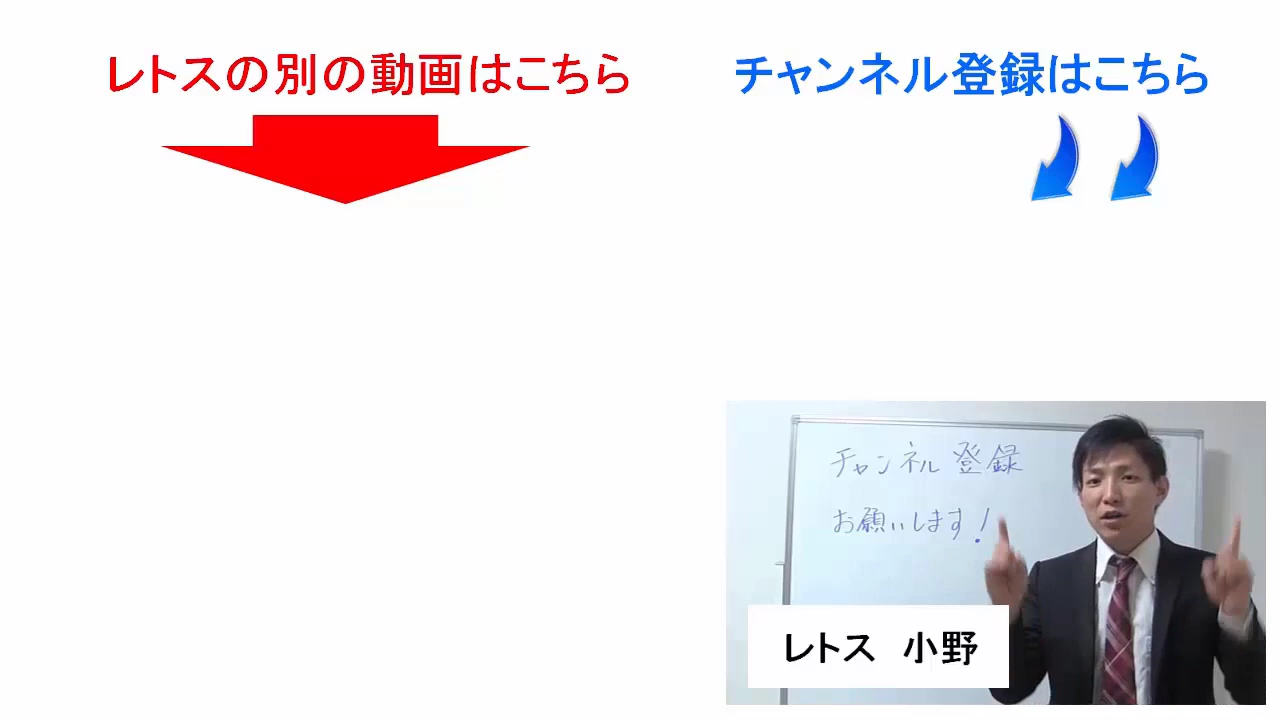 レトスの別の動画はこちら
チャンネル登録はこちら
チャンネル登録
お願いします!
レトス 小野